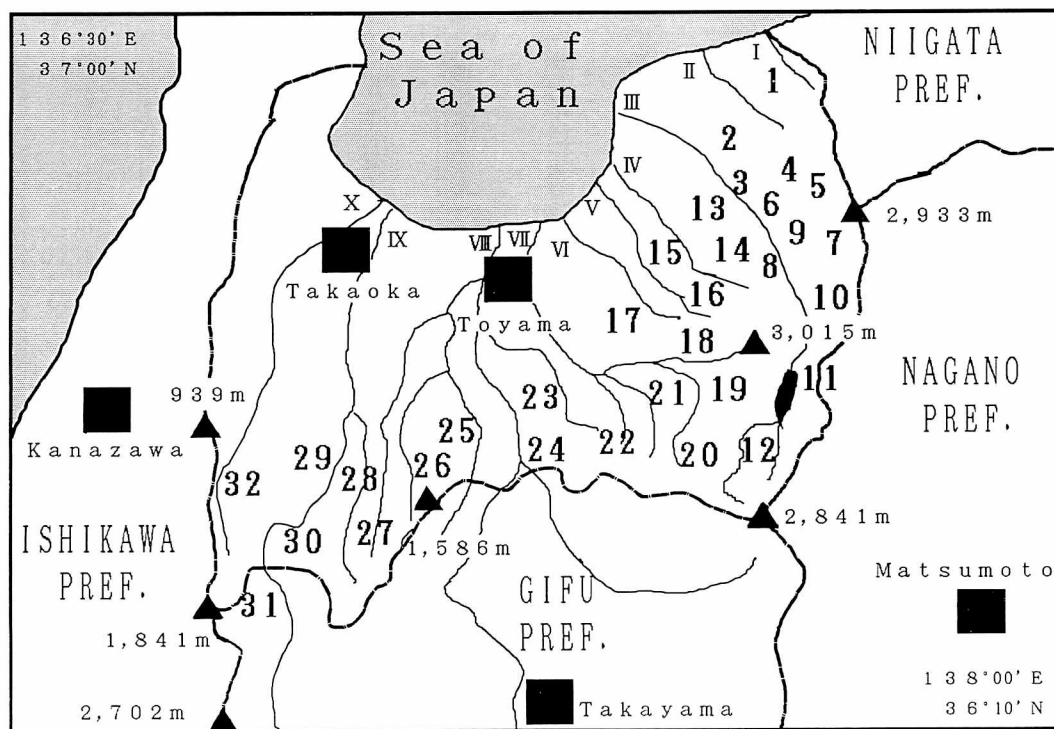 136°30'E
37°00'N
Sea of
Japan
NIIGATA
PREF.
I
II
III
IV
V
VI
VII
VIII
IX
X
1
2
3
4
5
6
7
8
9
10
11
12
13
14
15
16
17
18
19
20
21
22
23
24
25
26
27
28
29
30
31
32
2,933m
Takaoka
Toyama
3,015m
NAGANO
PREF.
939m
Kanazawa
2,841m
1,586m
ISHIKAWA
PREF.
GIFU
PREF.
Matsumoto
1,841m
138°00'E
36°10'N
2,702m
Takayama